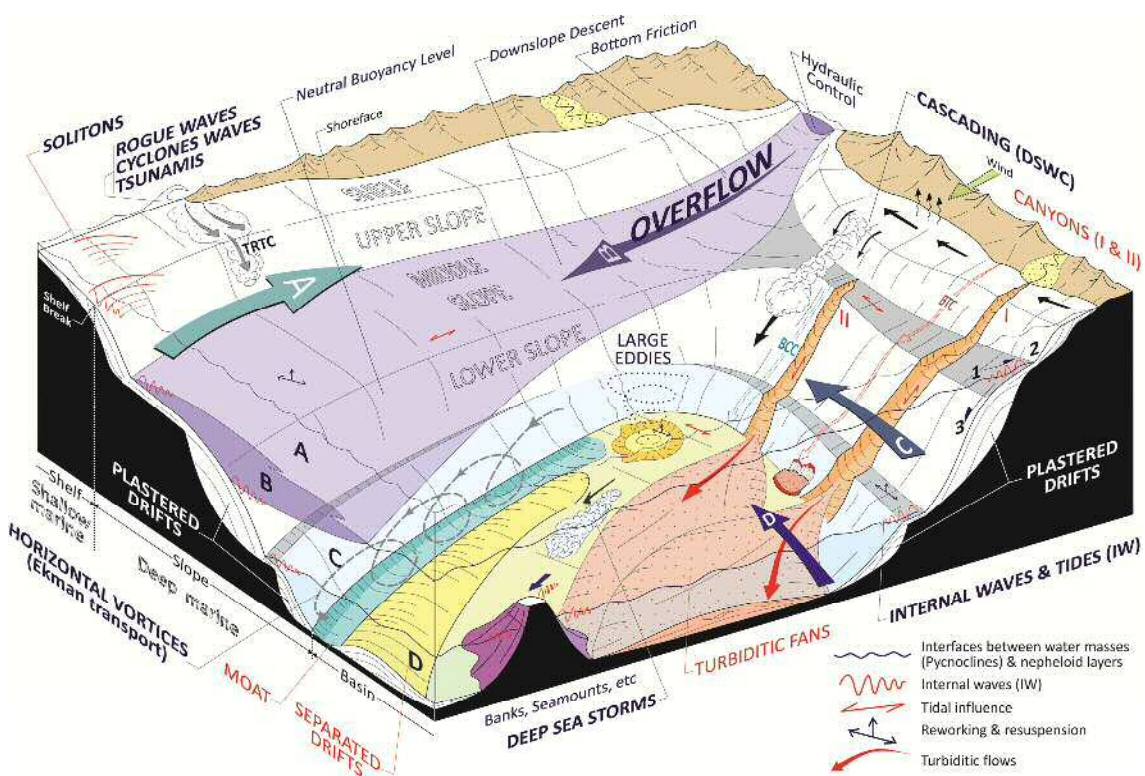 Downslope Descent
Bottom Friction
Neutral Buoyancy Level
Hydraulic
Control
Shoreface
SOLITONS
ROGUE WAVES
CYCLONES WAVES
TSUNAMIS
CASCADING (DSWC)
Wind
CANYONS (I & II)
OVERFLOW
B
SHELF
UPPER SLOPE
TRTC
A
MIDDLE
SLOPE
Shelf
Break
BTC
I
II
LOWER SLOPE
LARGE
EDDIES
BCC
2
1
3
C
A
B
PLASTERED
DRIFTS
PLASTERED
DRIFTS
Shelf
Shallow
marine
C
D
Slope
Deep marine
HORIZONTAL VORTICES
(Ekman transport)
INTERNAL WAVES & TIDES (IW)
D
MOAT
Basin
SEPARATED
DRIFTS
TURBIDITIC FANS
Banks, Seamounts, etc
DEEP SEA STORMS
Interfaces between water masses
(Pycnoclines) & nepheloid layers
Internal waves (IW)
Tidal influence
Reworking & resuspension
Turbiditic flows